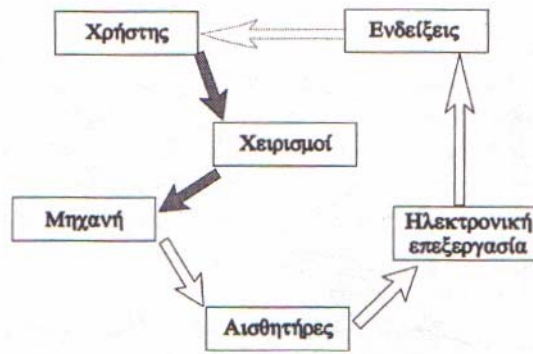 Χρήστης
Ενδείξεις
Χειρισμοί
Μηχανή
Ηλεκτρονική
επεξεργασία
Αισθητήρες